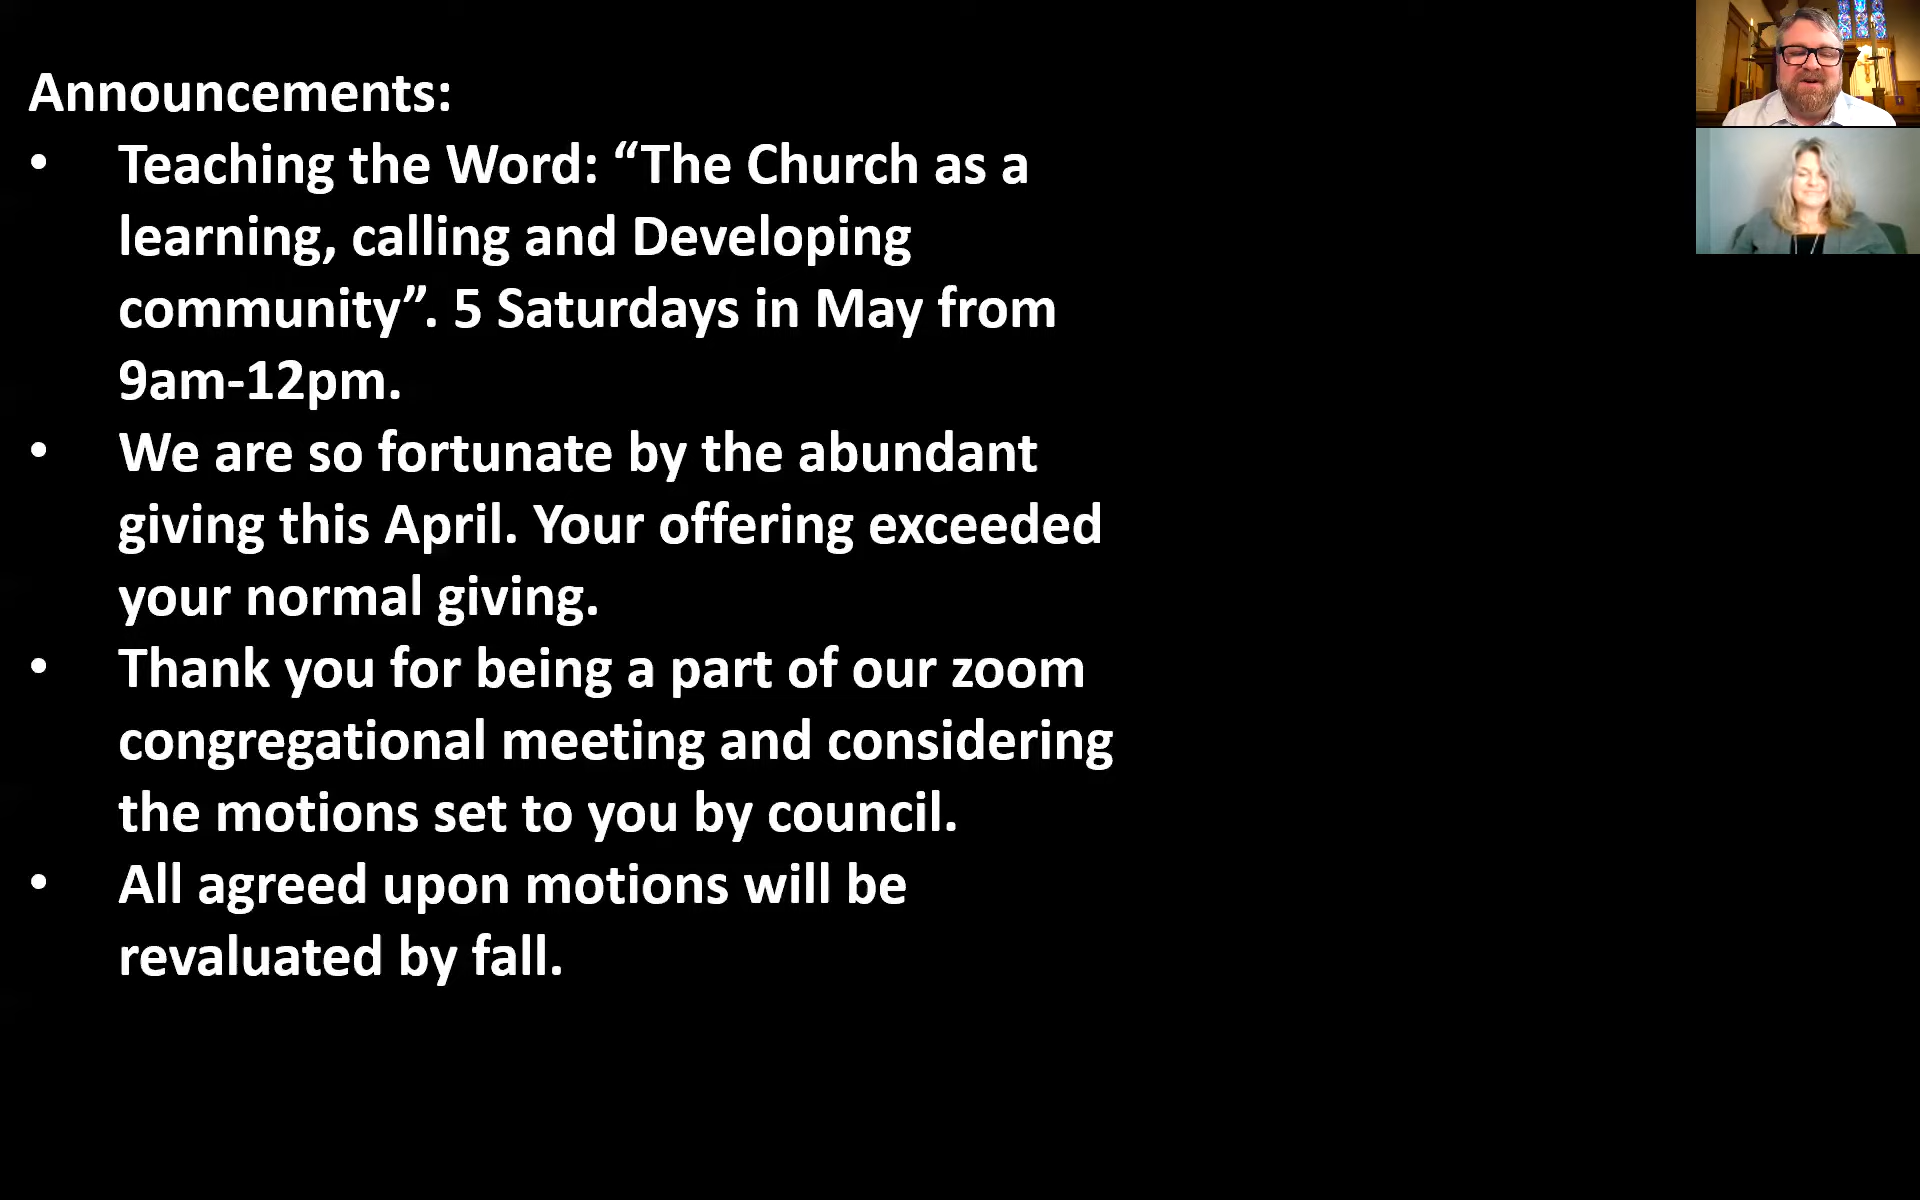 Announcements:
• Teaching the Word: “The Church as a
learning, calling and Developing
community”. 5 Saturdays in May from
9am-12pm.
• We are so fortunate by the abundant
giving this April. Your offering exceeded
your normal giving.
• Thank you for being a part of our zoom
congregational meeting and considering
the motions set to you by council.
• All agreed upon motions will be
revaluated by fall.